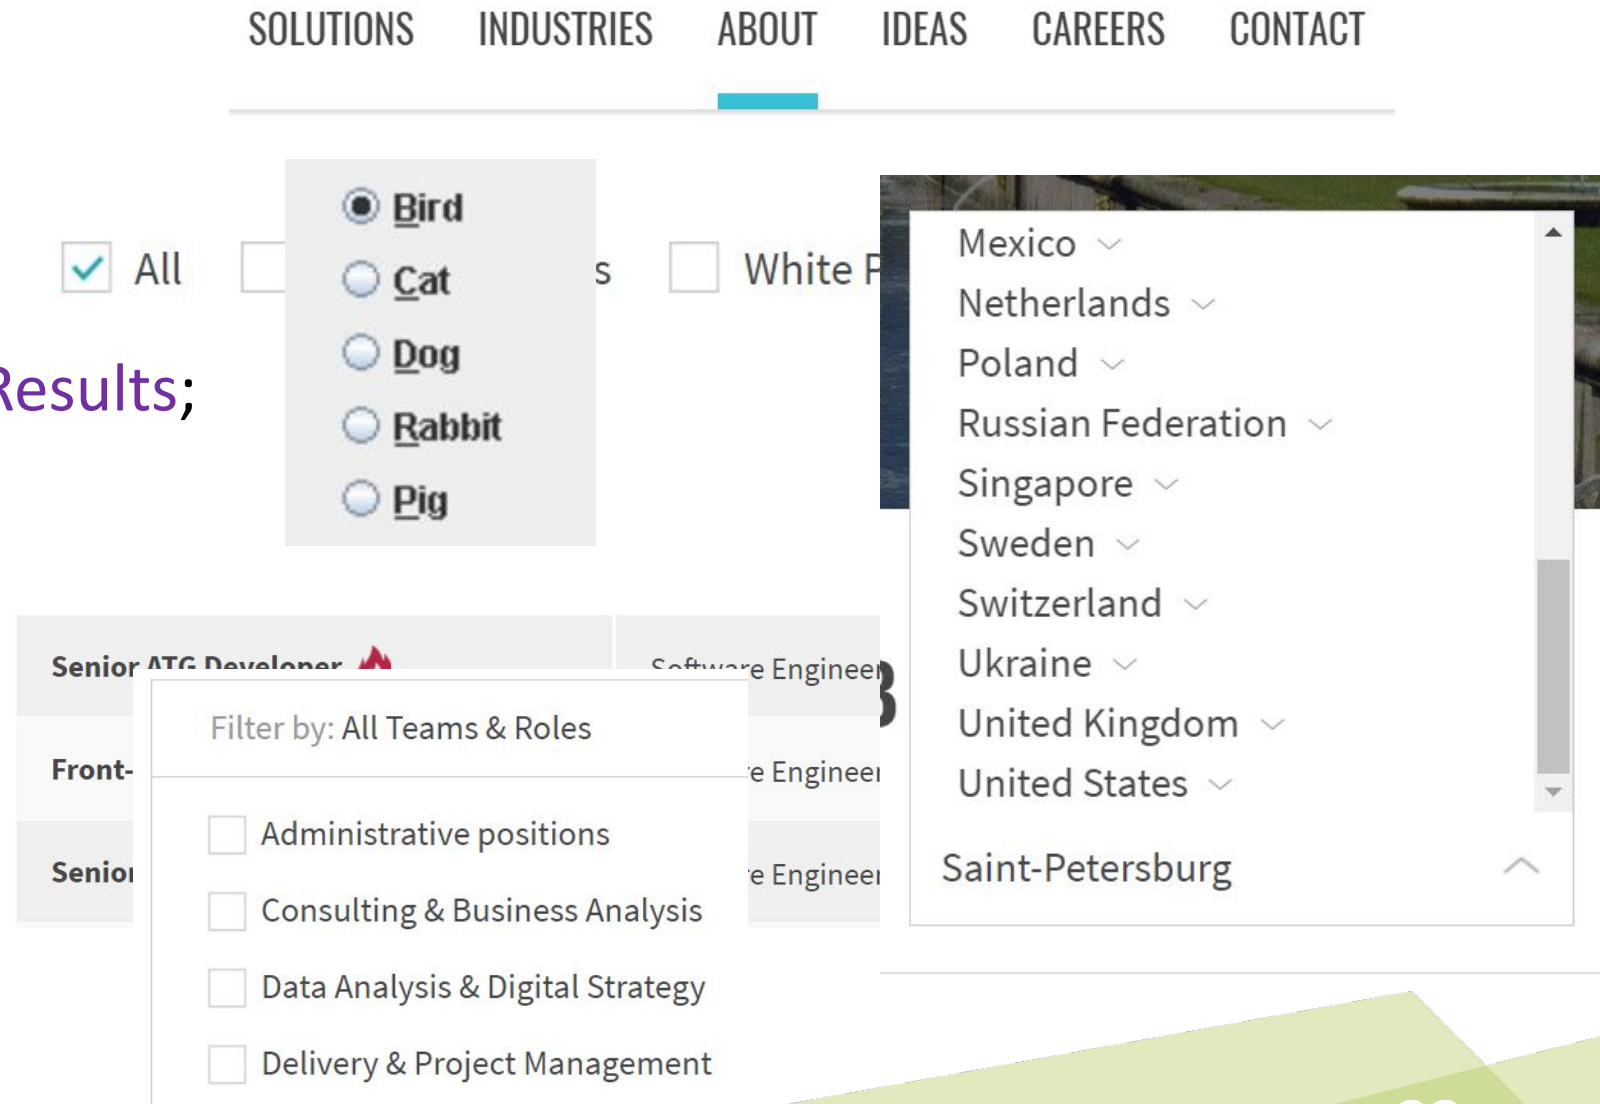 SOLUTIONS INDUSTRIES ABOUT IDEAS CAREERS CONTACT
All
White P
Results;
Bird
Cat
Dog
Rabbit
Pig
Mexico
Netherlands
Poland
Russian Federation
Singapore
Sweden
Switzerland
Ukraine
United Kingdom
United States
Saint-Petersburg
Senior ATG Developer
Software Engineer
Front-
e Engineer
Senior
e Engineer
Filter by: All Teams & Roles
Administrative positions
Consulting & Business Analysis
Data Analysis & Digital Strategy
Delivery & Project Management